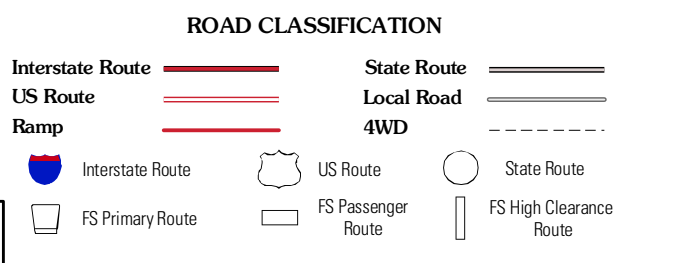 ROAD CLASSIFICATION
Interstate Route
State Route
US Route
Local Road
Ramp
4WD
Interstate Route
US Route
State Route
FS Primary Route
FS Passenger
Route
FS High Clearance
Route